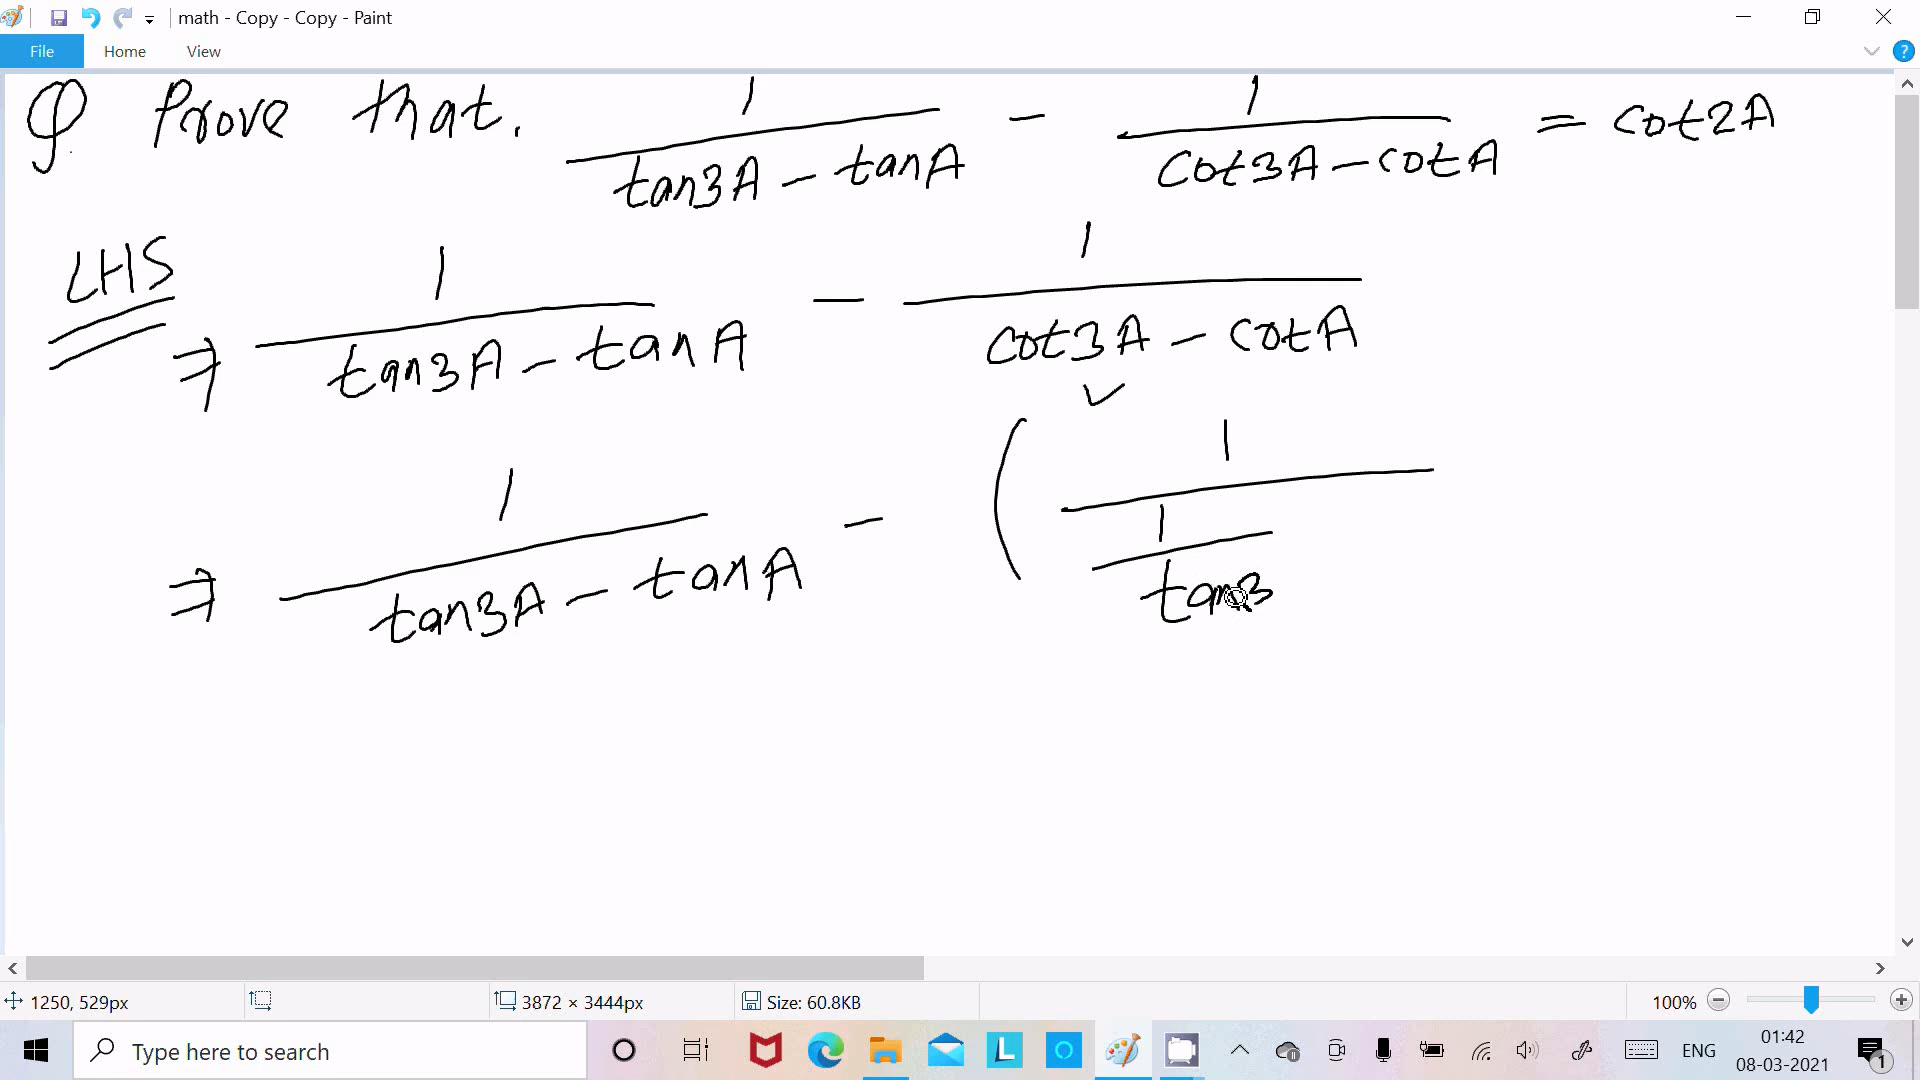 math - Copy - Copy - Paint
File Home View
Q. Prove that. 1/(tan3A - tanA) - 1/(cot3A - cotA) = cot2A
LHS
⇒ 1/(tan3A - tanA) - 1/(cot3A - cotA)
✓
⇒ 1/(tan3A - tanA) - ( 1/(1/tan3
1250, 529px 3872 × 3444px Size: 60.8KB 100%
Type here to search ENG 01:42
08-03-2021 1